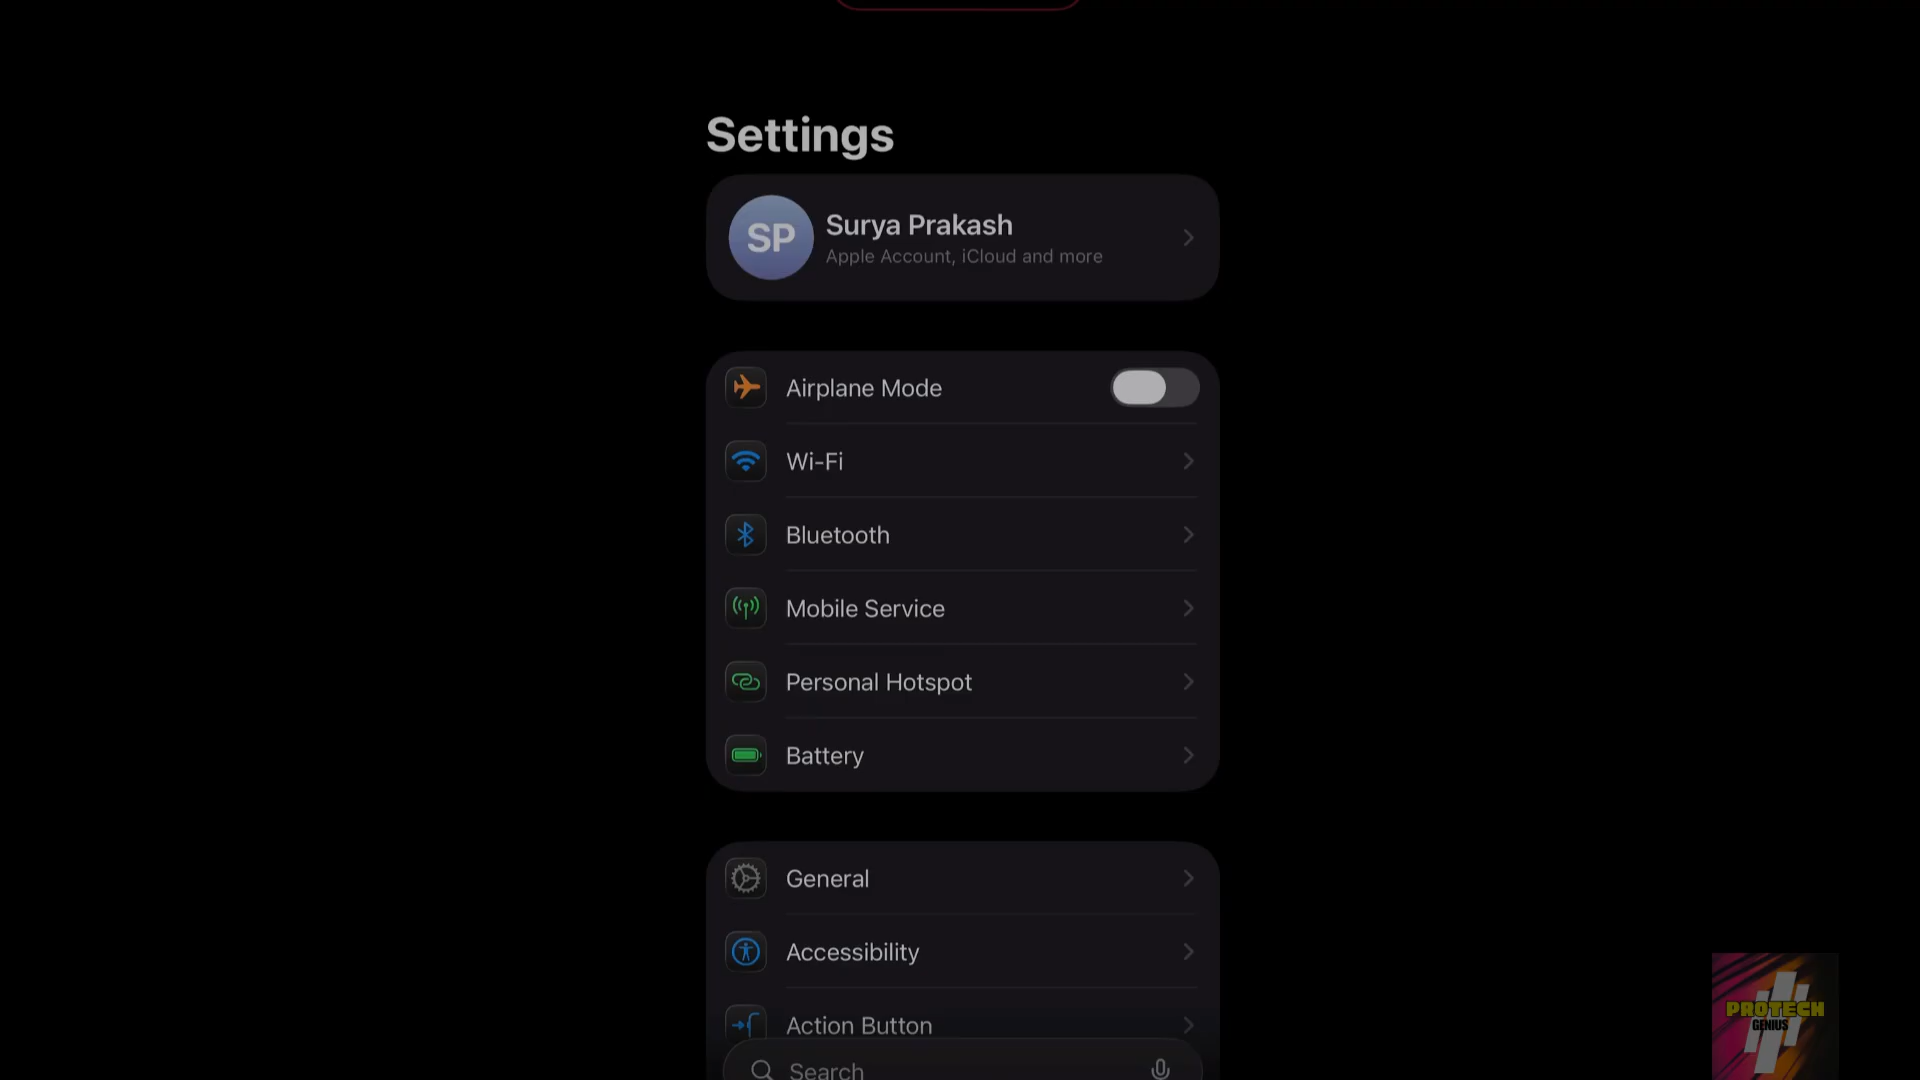 Settings
SP
Surya Prakash
Apple Account, iCloud and more
Airplane Mode
Wi-Fi
Bluetooth
Mobile Service
Personal Hotspot
Battery
General
Accessibility
Action Button
Search
PROTECH
GENIUS